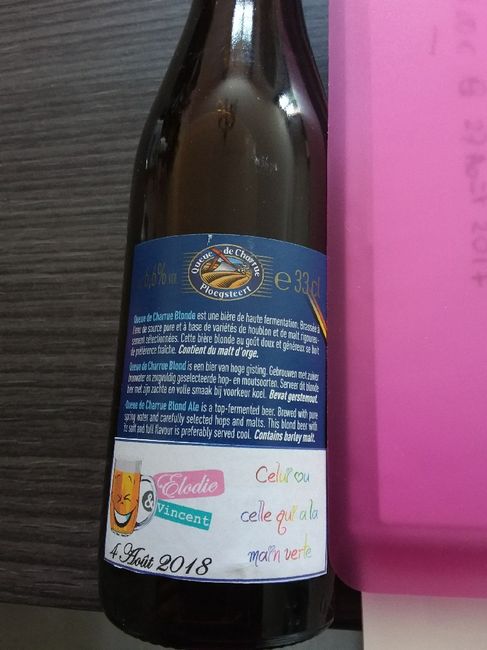 6,6% VOL
Queue de Charrue
Ploegsteert
e 33 cl
Queue de Charrue Blonde est une bière de haute fermentation. Brassée à
l'eau de source pure et à base de variétés de houblon et de malt rigoureu-
sement sélectionnées. Cette bière blonde au goût doux et généreux se boit
de préférence fraîche. Contient du malt d'orge.
Queue de Charrue Blond is een bier van hoge gisting. Gebrouwen met zuiver
bronwater en zorgvuldig geselecteerde hop- en moutsoorten. Serveer dit blonde
bier met zijn zachte en volle smaak bij voorkeur koel. Bevat gerstemout.
Queue de Charrue Blond Ale is a top-fermented beer. Brewed with pure
spring water and carefully selected hops and malts. This blond beer with
its soft and full flavour is preferably served cool. Contains barley malt.
Elodie
&
Vincent
4 Août 2018
Celui ou
celle qui a la
main verte